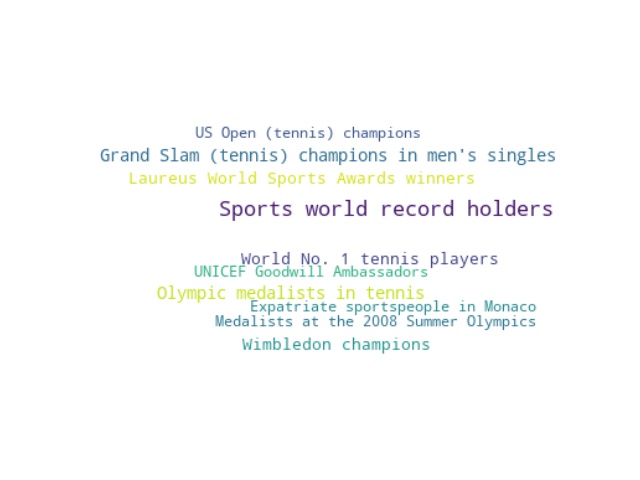 US Open (tennis) champions
Grand Slam (tennis) champions in men's singles
Laureus World Sports Awards winners
Sports world record holders
World No. 1 tennis players
UNICEF Goodwill Ambassadors
Olympic medalists in tennis
Expatriate sportspeople in Monaco
Medalists at the 2008 Summer Olympics
Wimbledon champions